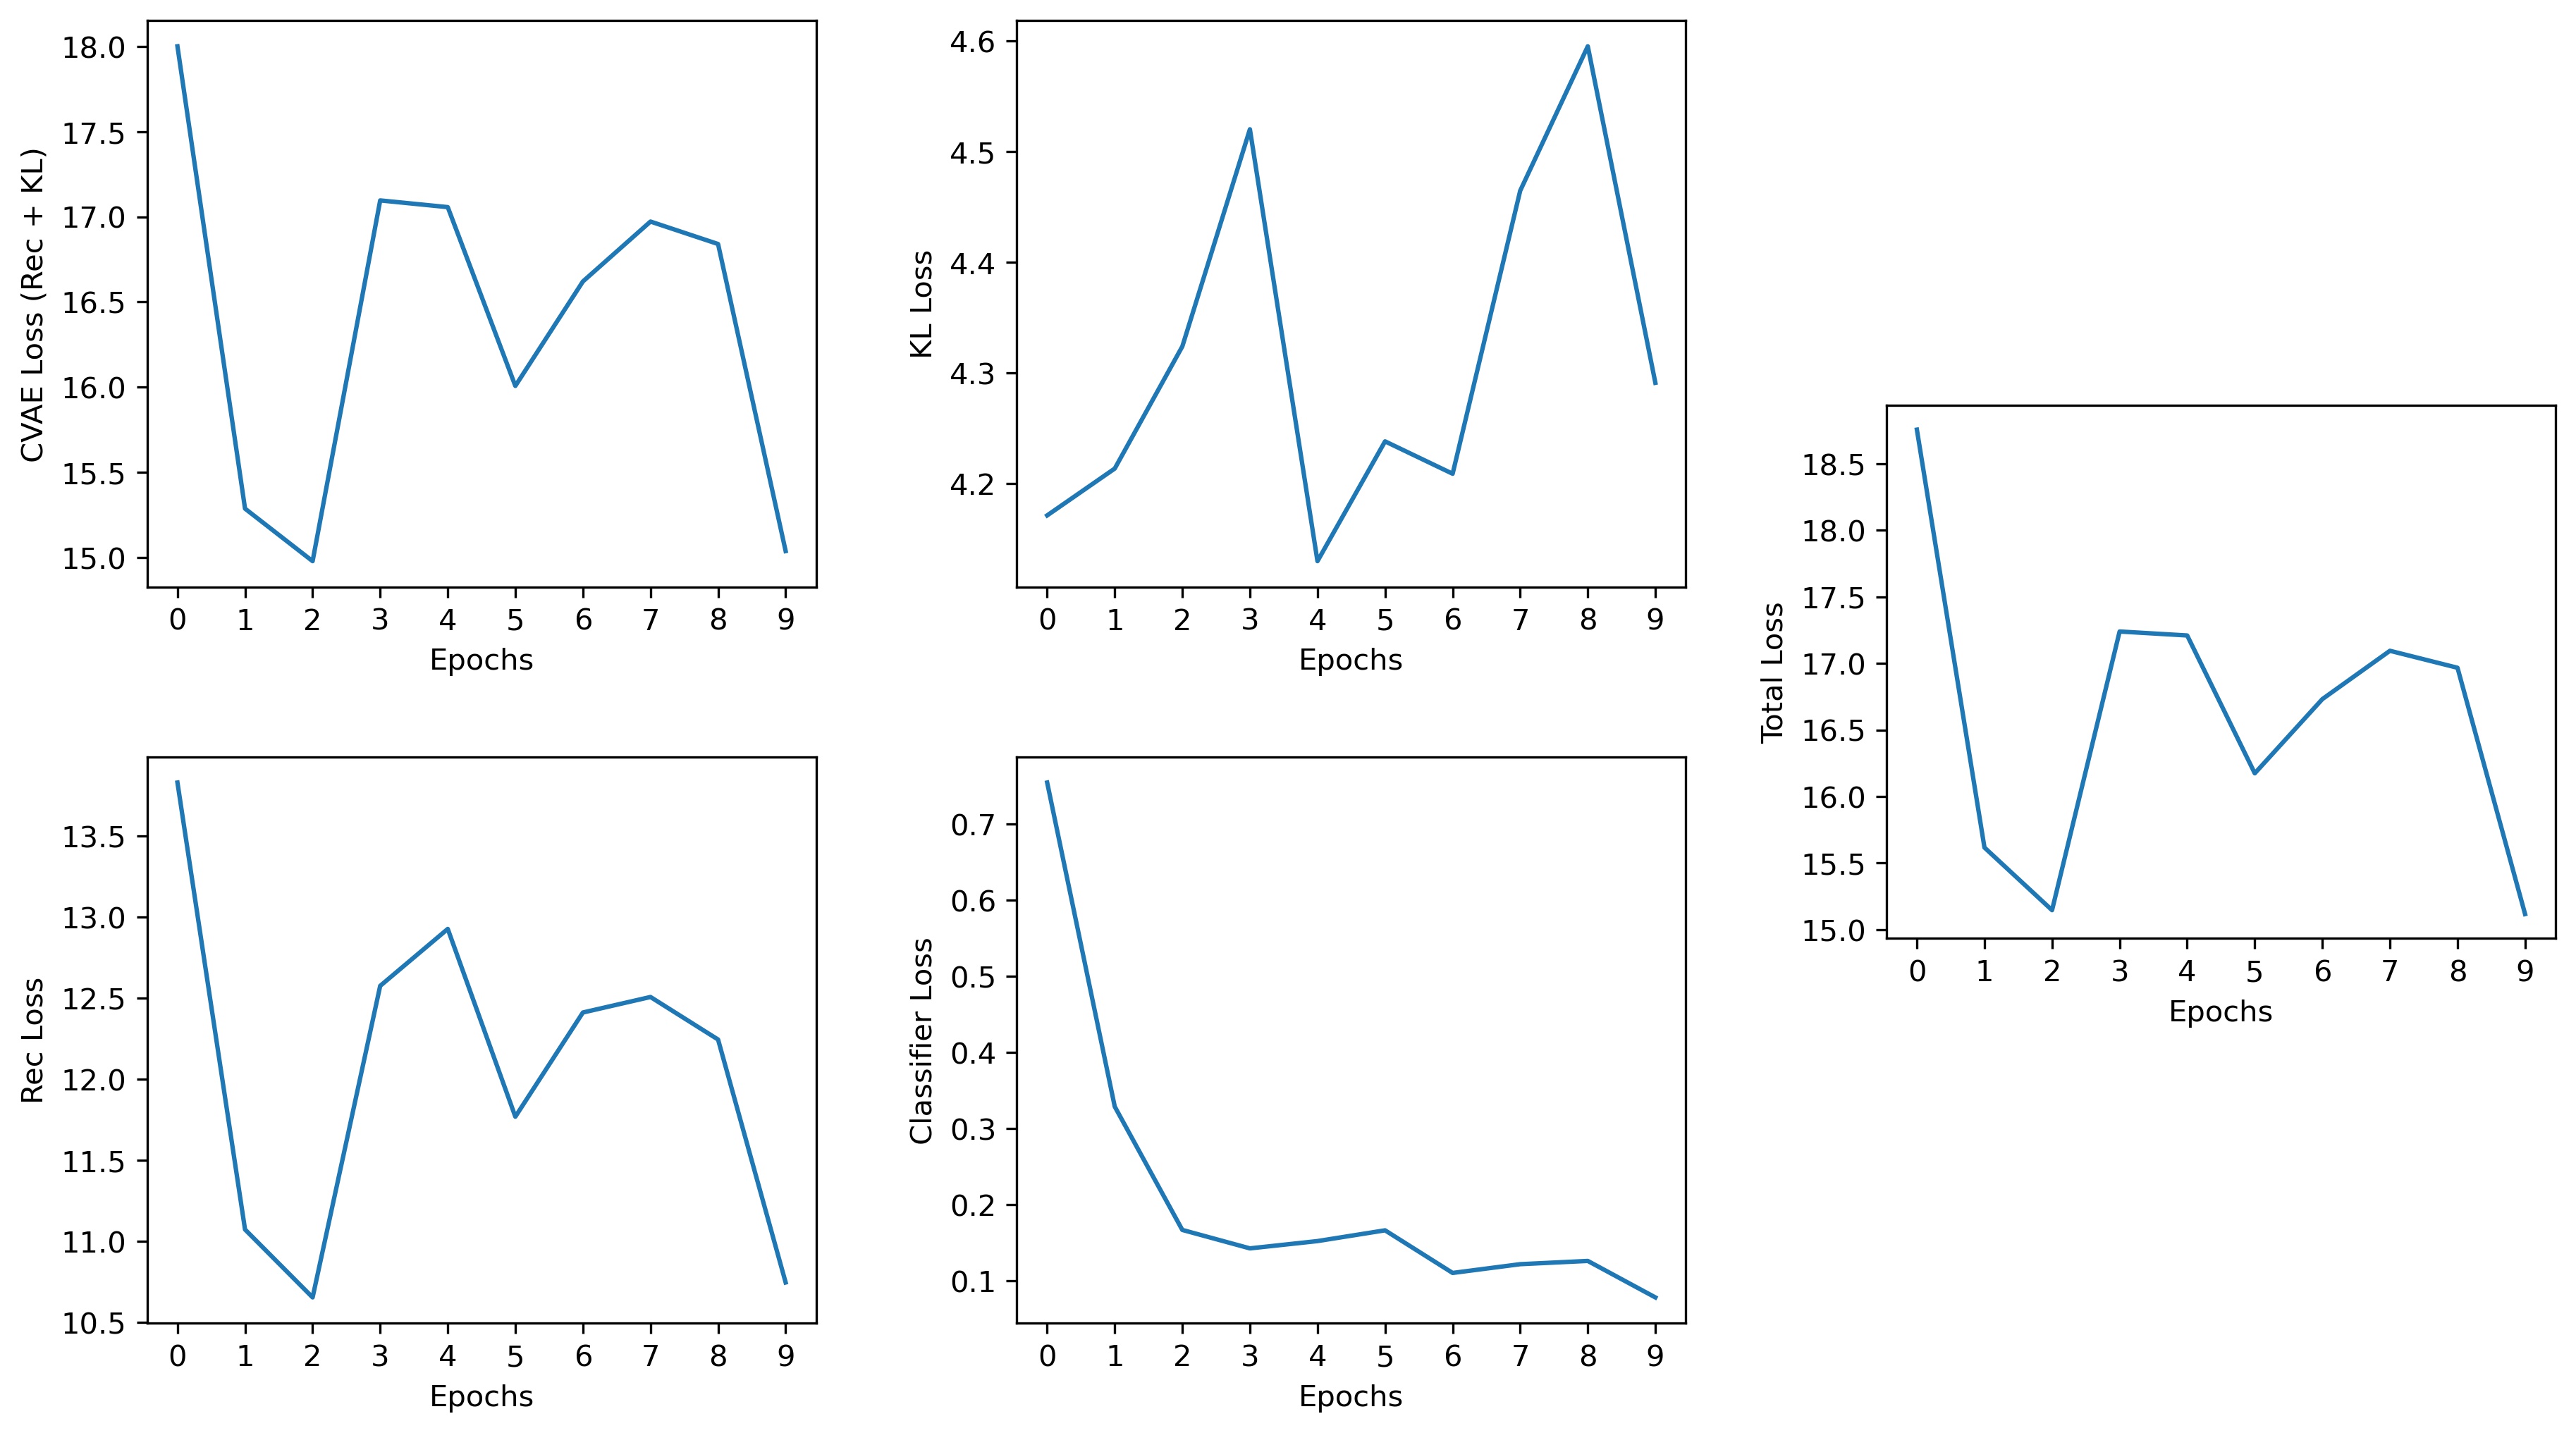 CVAE Loss (Rec + KL)
18.0
17.5
17.0
16.5
16.0
15.5
15.0
0 1 2 3 4 5 6 7 8 9
Epochs
KL Loss
4.6
4.5
4.4
4.3
4.2
0 1 2 3 4 5 6 7 8 9
Epochs
Rec Loss
13.5
13.0
12.5
12.0
11.5
11.0
10.5
0 1 2 3 4 5 6 7 8 9
Epochs
Classifier Loss
0.7
0.6
0.5
0.4
0.3
0.2
0.1
0 1 2 3 4 5 6 7 8 9
Epochs
Total Loss
18.5
18.0
17.5
17.0
16.5
16.0
15.5
15.0
0 1 2 3 4 5 6 7 8 9
Epochs